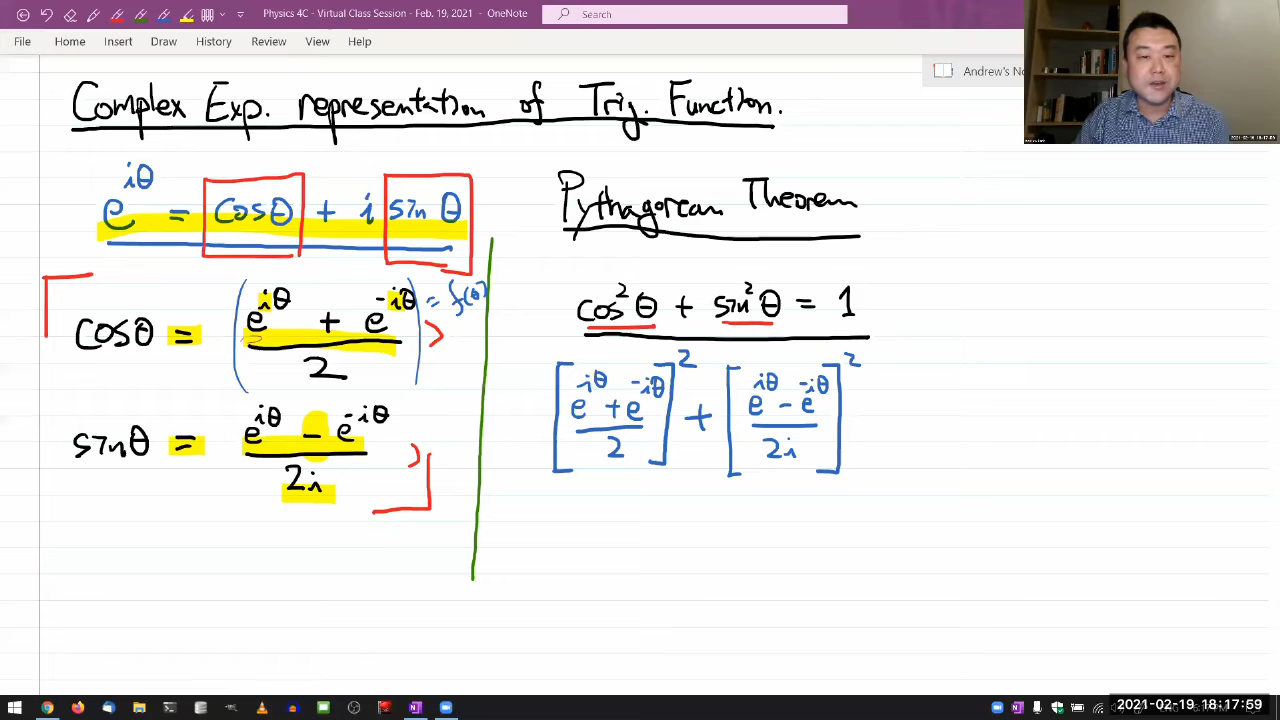 Physics 4C - Virtual Class Session - Feb. 19, 2021 - OneNote
Search
File Home Insert Draw History Review View Help
Andrew's No
Complex Exp. representation of Trig. Function.
e^{iθ} = cosθ + i sin θ
cosθ = (e^{iθ} + e^{-iθ} / 2) = f(θ)
sinθ = e^{iθ} - e^{-iθ} / 2i
Pythagorean Theorem
cos²θ + sin²θ = 1
[e^{iθ} + e^{-iθ} / 2]² + [e^{iθ} - e^{-iθ} / 2i]²
2021-02-19 18:17:59